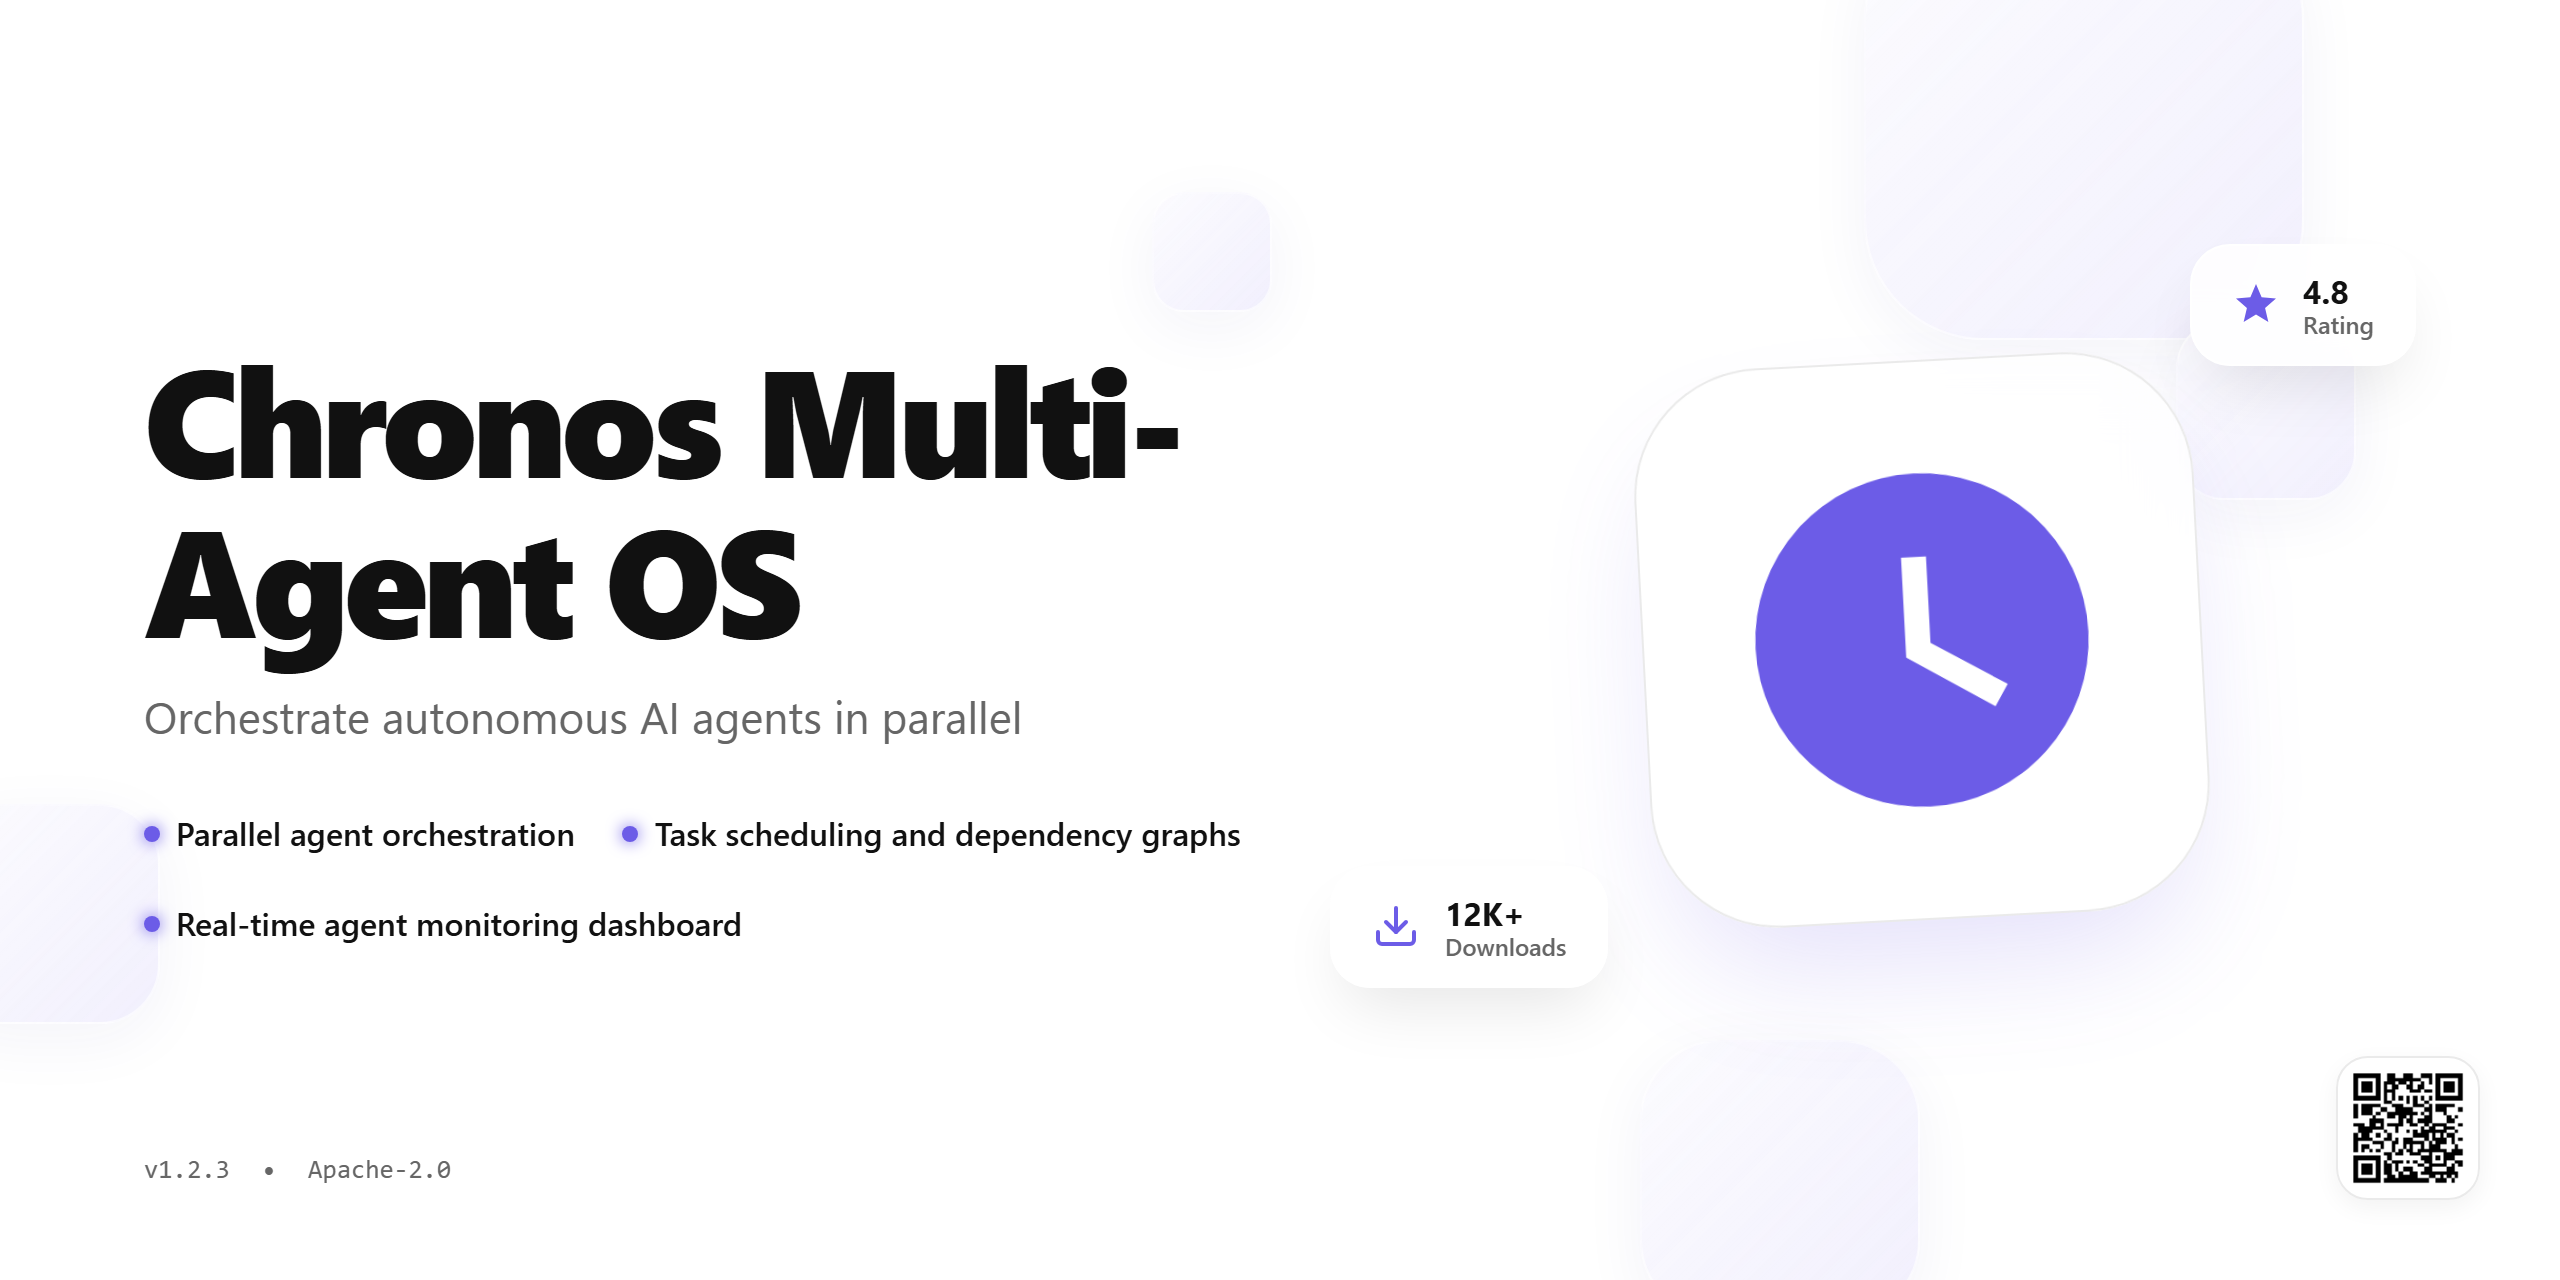 Chronos Multi-
Agent OS
Orchestrate autonomous AI agents in parallel
Parallel agent orchestration
Task scheduling and dependency graphs
Real-time agent monitoring dashboard
v1.2.3 • Apache-2.0
4.8
Rating
12K+
Downloads